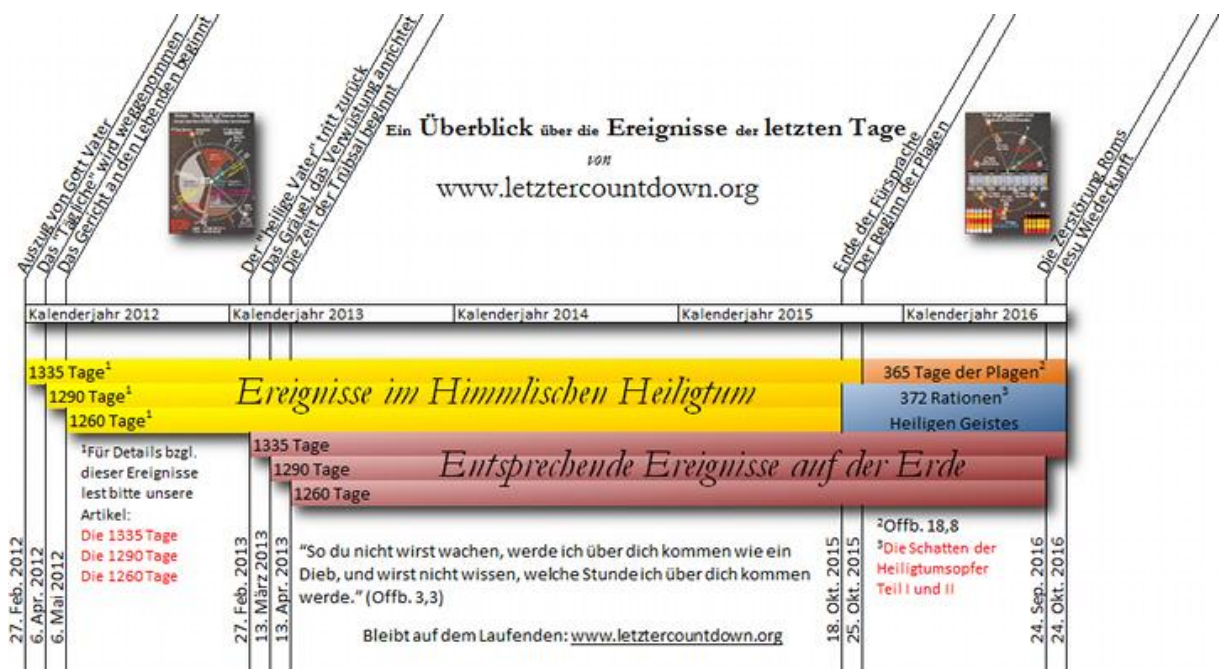 Auszug von Gott Vater
Das "Tägliche" wird weggenommen
Das Gericht an den Lebenden beginnt
Der "heilige Vater" tritt zurück
Das Gräuel, das Verwüstung anrichtet
Die Zeit der Trübsal beginnt
Ein Überblick über die Ereignisse der letzten Tage
von
www.letztercountdown.org
Ende der Fürsprache
Der Beginn der Plagen
Die Zerstörung Roms
Jesu Wiederkunft
Kalenderjahr 2012
Kalenderjahr 2013
Kalenderjahr 2014
Kalenderjahr 2015
Kalenderjahr 2016
1335 Tage¹
1290 Tage¹
1260 Tage¹
Ereignisse im Himmlischen Heiligtum
365 Tage der Plagen²
372 Rationen³
Heiligen Geistes
1335 Tage
1290 Tage
1260 Tage
Entsprechende Ereignisse auf der Erde
¹Für Details bzgl.
dieser Ereignisse
lest bitte unsere
Artikel:
Die 1335 Tage
Die 1290 Tage
Die 1260 Tage
"So du nicht wirst wachen, werde ich über dich kommen wie ein
Dieb, und wirst nicht wissen, welche Stunde ich über dich kommen
werde." (Offb. 3,3)
Bleibt auf dem Laufenden: www.letztercountdown.org
²Offb. 18,8
³Die Schatten der
Heiligtumsopfer
Teil I und II
27. Feb. 2012
6. Apr. 2012
6. Mai 2012
27. Feb. 2013
13. März 2013
13. Apr. 2013
18. Okt. 2015
25. Okt. 2015
24. Sep. 2016
24. Okt. 2016